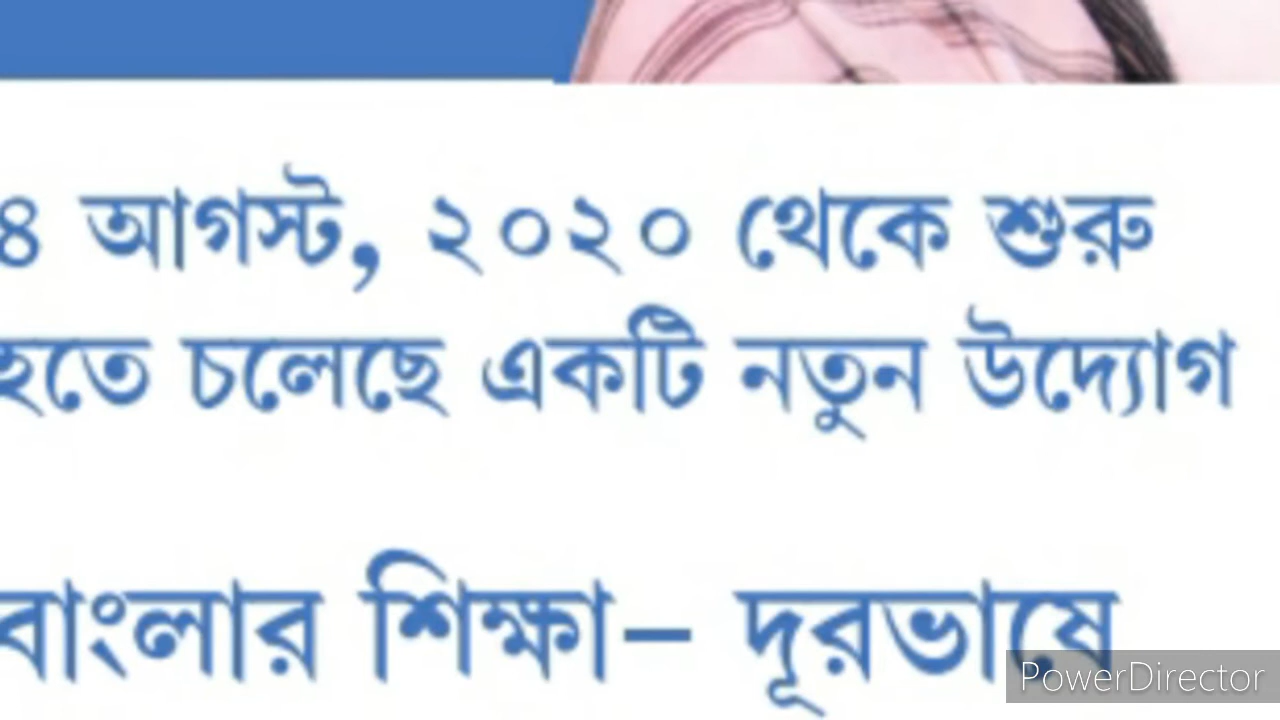 ৪ আগস্ট, ২০২০ থেকে শুরু
হতে চলেছে একটি নতুন উদ্যোগ
বাংলার শিক্ষা– দূরভাষে
PowerDirector